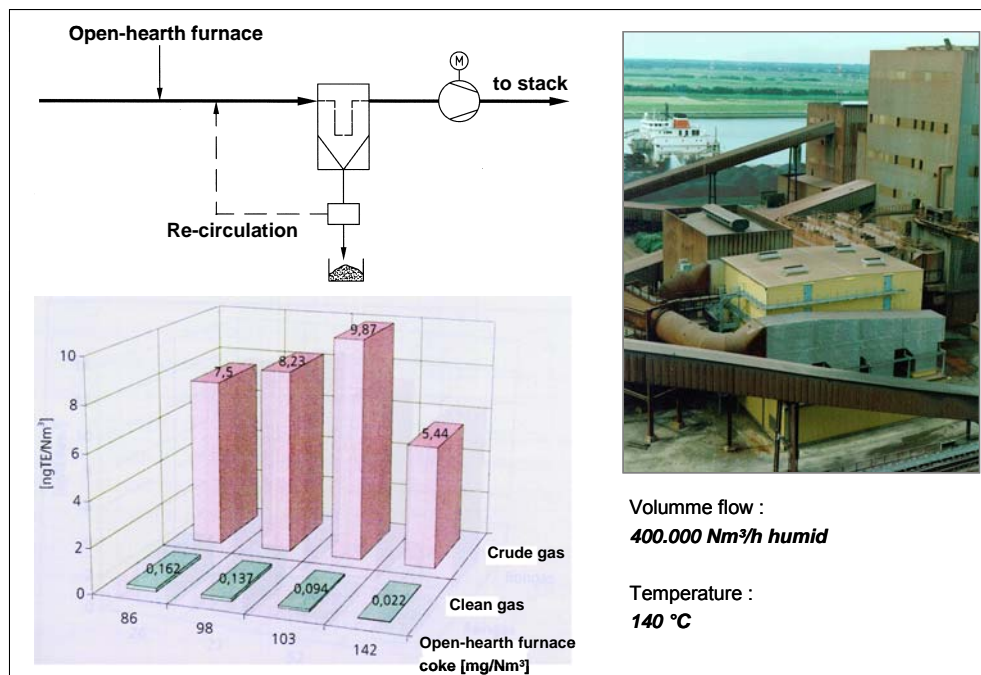 Open-hearth furnace
M
to stack
Re-circulation
10
8
6
4
2
0
[ngTE/Nm³]
7,5
8,23
9,87
5,44
0,162
0,137
0,094
0,022
Crude gas
Clean gas
86
98
103
142
Open-hearth furnace
coke [mg/Nm³]
Volumme flow :
400.000 Nm³/h humid
Temperature :
140 °C